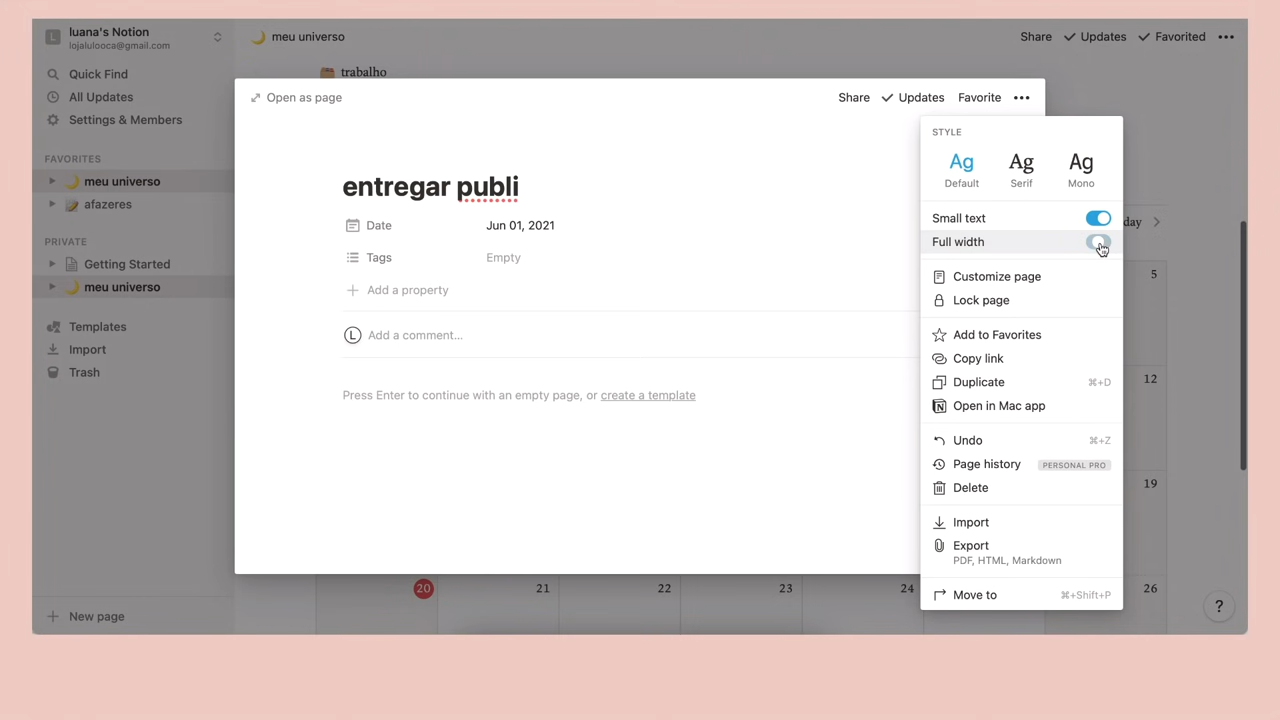 L
luana's Notion
lojalulooca@gmail.com
Quick Find
All Updates
Settings & Members
FAVORITES
meu universo
afazeres
PRIVATE
Getting Started
meu universo
Templates
Import
Trash
New page
meu universo
Share
Updates
Favorited
trabalho
Open as page
Share
Updates
Favorite
entregar publi
Date Jun 01, 2021
Tags Empty
Add a property
L Add a comment...
Press Enter to continue with an empty page, or create a template
STYLE
Ag Ag Ag
Default Serif Mono
Small text
Full width
Customize page
Lock page
Add to Favorites
Copy link
Duplicate ⌘+D
Open in Mac app
Undo ⌘+Z
Page history PERSONAL PRO
Delete
Import
Export
PDF, HTML, Markdown
Move to ⌘+Shift+P
day
5
12
19
20 21 22 23 24 26
?